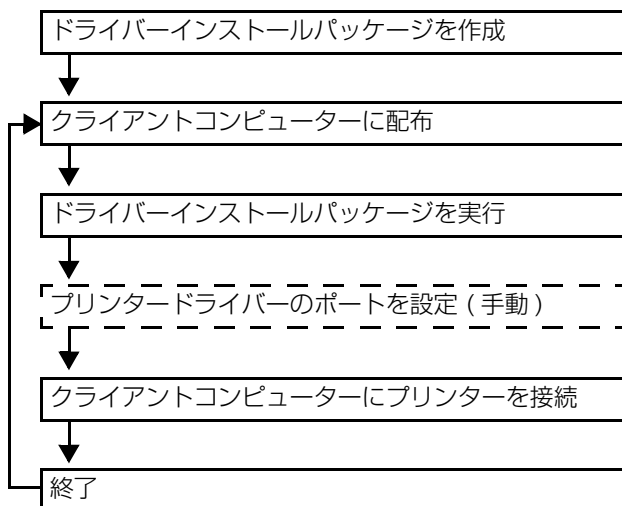 ドライバーインストールパッケージを作成
クライアントコンピューターに配布
ドライバーインストールパッケージを実行
プリンタードライバーのポートを設定 ( 手動 )
クライアントコンピューターにプリンターを接続
終了